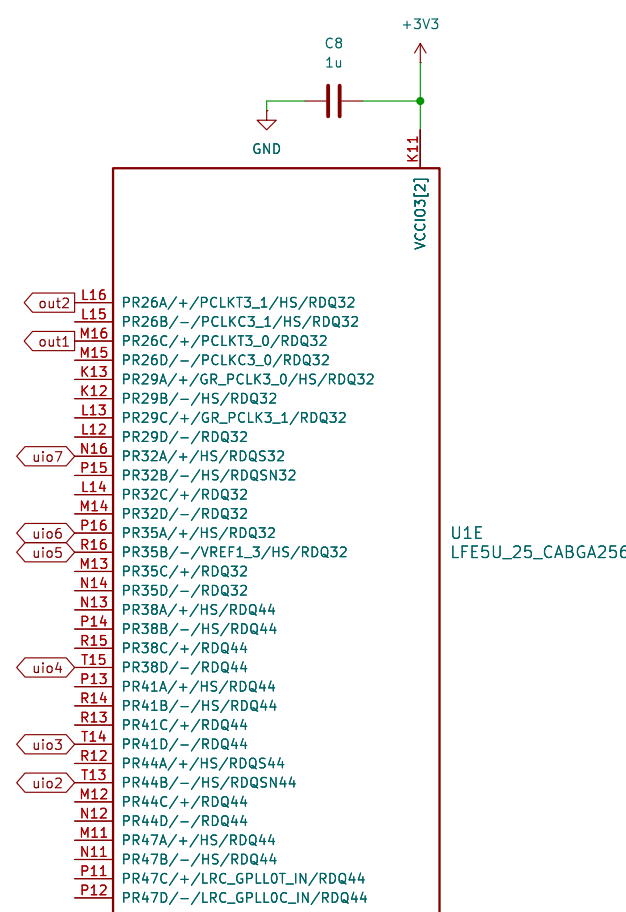 +3V3
C8
1u
GND
K11
VCCIO3[2]
out2 L16 PR26A/+/PCLKT3_1/HS/RDQ32
L15 PR26B/-/PCLKC3_1/HS/RDQ32
out1 M16 PR26C/+/PCLKT3_0/RDQ32
M15 PR26D/-/PCLKC3_0/RDQ32
K13 PR29A/+/GR_PCLK3_0/HS/RDQ32
K12 PR29B/-/HS/RDQ32
L13 PR29C/+/GR_PCLK3_1/RDQ32
L12 PR29D/-/RDQ32
uio7 N16 PR32A/+/HS/RDQS32
P15 PR32B/-/HS/RDQSN32
L14 PR32C/+/RDQ32
M14 PR32D/-/RDQ32
uio6 P16 PR35A/+/HS/RDQ32
uio5 R16 PR35B/-/VREF1_3/HS/RDQ32
U1E
LFE5U_25_CABGA256
M13 PR35C/+/RDQ32
N14 PR35D/-/RDQ32
N13 PR38A/+/HS/RDQ44
P14 PR38B/-/HS/RDQ44
R15 PR38C/+/RDQ44
uio4 T15 PR38D/-/RDQ44
P13 PR41A/+/HS/RDQ44
R14 PR41B/-/HS/RDQ44
R13 PR41C/+/RDQ44
uio3 T14 PR41D/-/RDQ44
R12 PR44A/+/HS/RDQS44
uio2 T13 PR44B/-/HS/RDQSN44
M12 PR44C/+/RDQ44
N12 PR44D/-/RDQ44
M11 PR47A/+/HS/RDQ44
N11 PR47B/-/HS/RDQ44
P11 PR47C/+/LRC_GPLL0T_IN/RDQ44
P12 PR47D/-/LRC_GPLL0C_IN/RDQ44